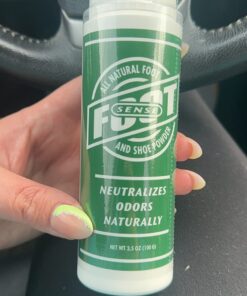 ALL NATURAL FOOT
FOOT
SENSE
AND SHOE POWDER
NEUTRALIZES
ODORS
NATURALLY
NET WT 3.5 OZ (100 G)